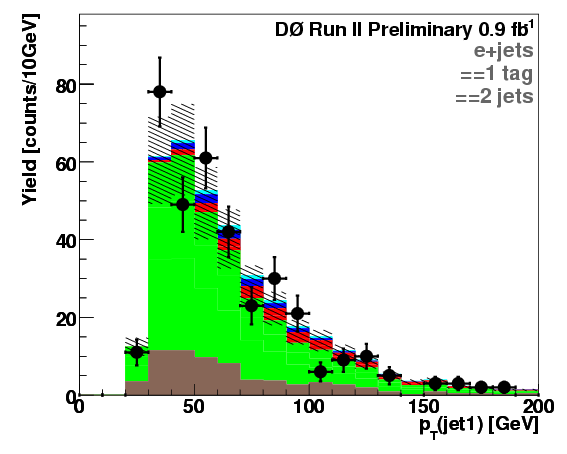 DØ Run II Preliminary 0.9 fb-1
e+jets
==1 tag
==2 jets
Yield [counts/10GeV]
80
60
40
20
0
0 50 100 150 200
pT(jet1) [GeV]